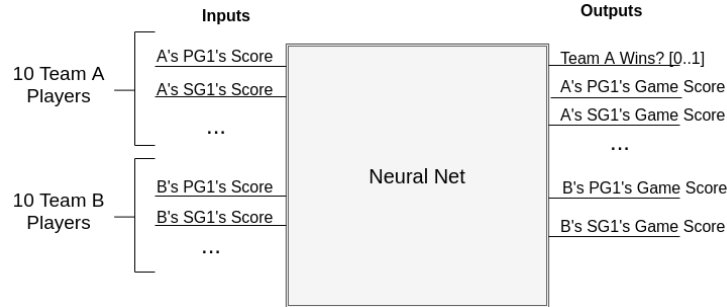 Inputs
Outputs
10 Team A
Players
A's PG1's Score
A's SG1's Score
...
10 Team B
Players
B's PG1's Score
B's SG1's Score
...
Neural Net
Team A Wins? [0..1]
A's PG1's Game Score
A's SG1's Game Score
...
B's PG1's Game Score
B's SG1's Game Score